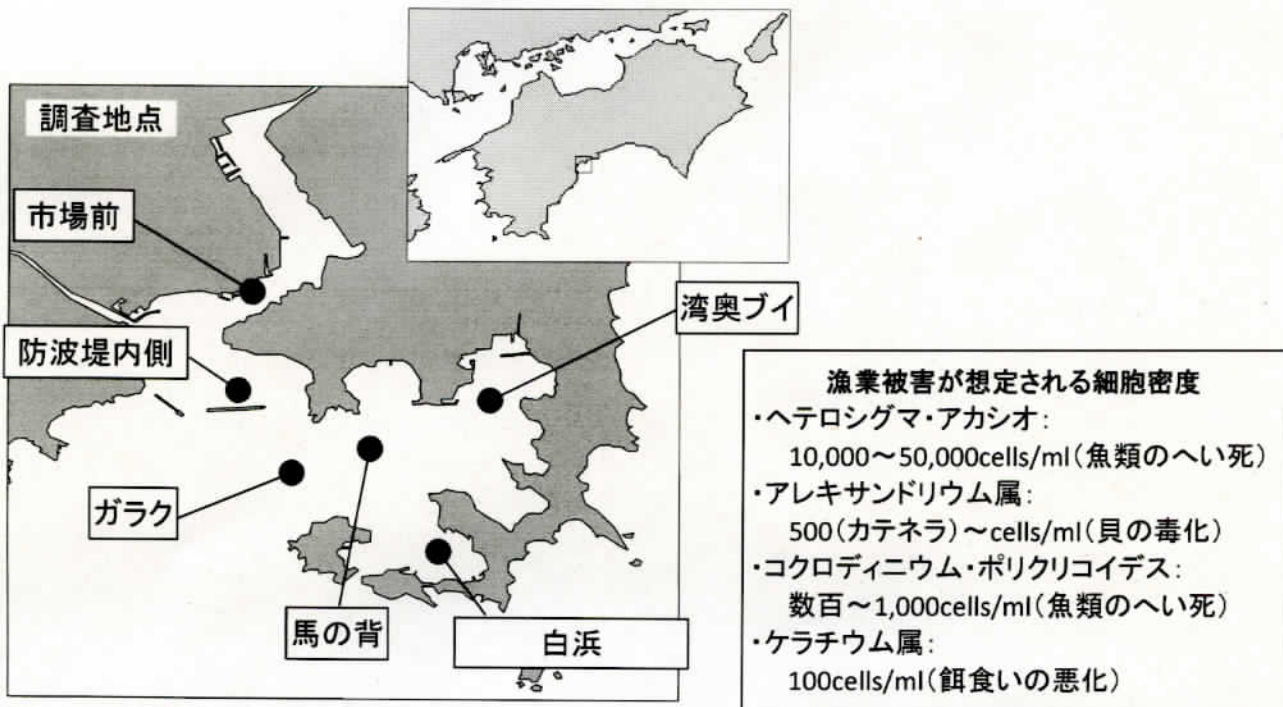 調査地点
市場前
防波堤内側
ガラク
馬の背
白浜
湾奥ブイ
漁業被害が想定される細胞密度
・ヘテロシグマ・アカシオ：
10,000～50,000cells/ml（魚類のへい死）
・アレキサンドリウム属：
500（カテネラ）～cells/ml（貝の毒化）
・コクロディニウム・ポリクリコイデス：
数百～1,000cells/ml（魚類のへい死）
・ケラチウム属：
100cells/ml（餌食いの悪化）